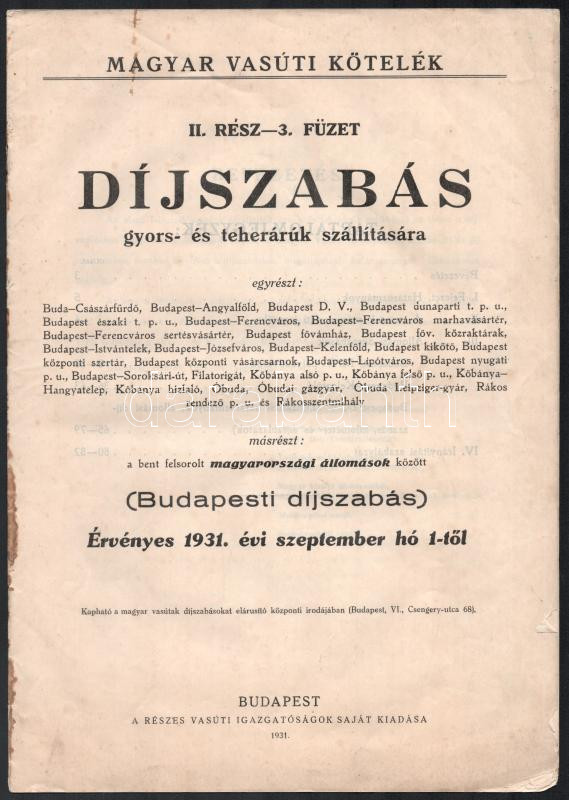 MAGYAR VASÚTI KÖTELÉK
II. RÉSZ—3. FÜZET
DÍJSZABÁS
gyors- és teherárúk szállítására
egyrészt:
Buda–Császárfürdő, Budapest–Angyalföld, Budapest D. V., Budapest dunaparti t. p. u.,
Budapest északi t. p. u., Budapest–Ferencváros, Budapest–Ferencváros marhavásártér,
Budapest–Ferencváros sertésvásártér, Budapest fővámház, Budapest főv. közraktárak,
Budapest–Istvántelek, Budapest–Józsefváros, Budapest–Kelenföld, Budapest kikötő, Budapest
központi szertár, Budapest központi vásárcsarnok, Budapest–Lipótváros, Budapest nyugati
p. u., Budapest–Soroksári-út, Filatorigát, Kőbánya alsó p. u., Kőbánya felső p. u., Kőbánya–
Hangyatelep, Kőbánya hizlaló, Óbuda, Óbudai gázgyár, Óbuda Leipziger-gyár, Rákos
rendező p. u. és Rákosszentmihály
másrészt:
a bent felsorolt magyarországi állomások között
(Budapesti díjszabás)
Érvényes 1931. évi szeptember hó 1-től
Kapható a magyar vasútak díjszabásokat elárusító központi irodájában (Budapest, VI., Csengery-utca 68).
BUDAPEST
A RÉSZES VASÚTI IGAZGATÓSÁGOK SAJÁT KIADÁSA
1931.
darabanth